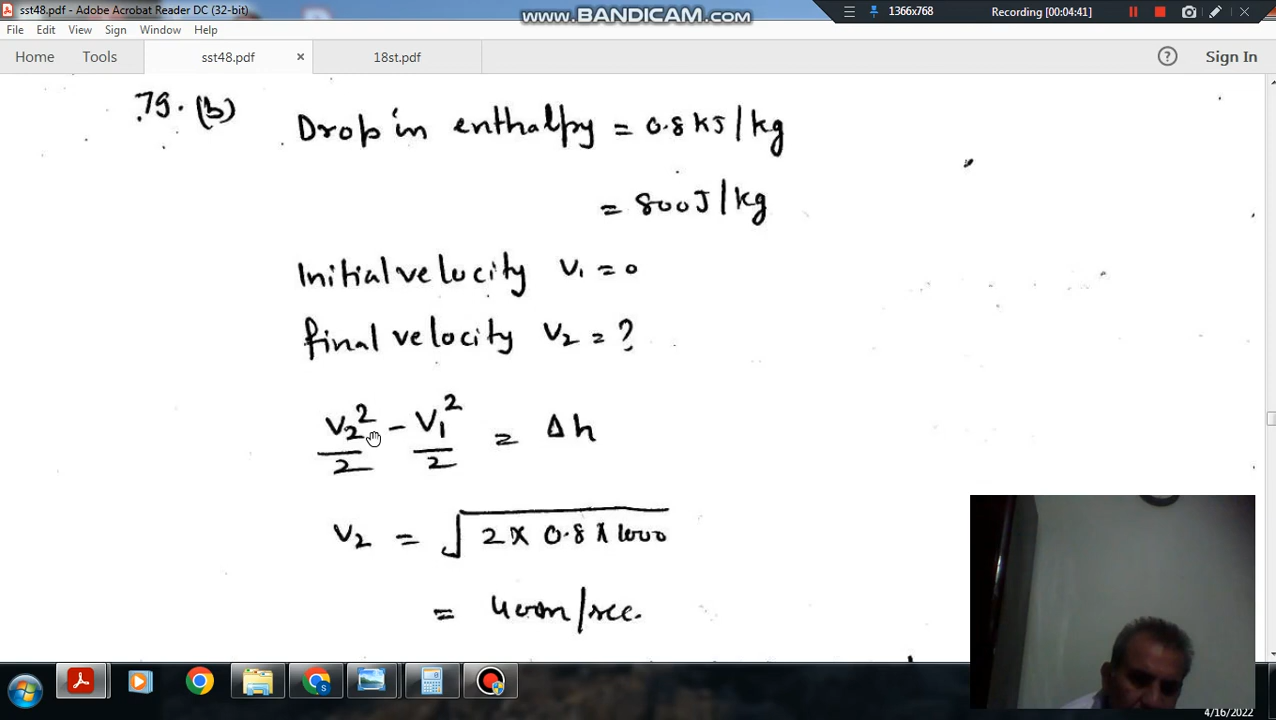 sst48.pdf - Adobe Acrobat Reader DC (32-bit)
www.BANDICAM.com
1366x768
Recording [00:04:41]
File Edit View Sign Window Help
Home Tools sst48.pdf × 18st.pdf
? Sign In
79. (b) Drop in enthalpy = 0.8 KJ/kg
= 800J/kg
Initial velocity V₁ = 0
final velocity V₂ = ?
V₂²/2 - V₁²/2 = Δh
V₂ = √2 × 0.8 × 1000
= 40 m/sec.
4/16/2022